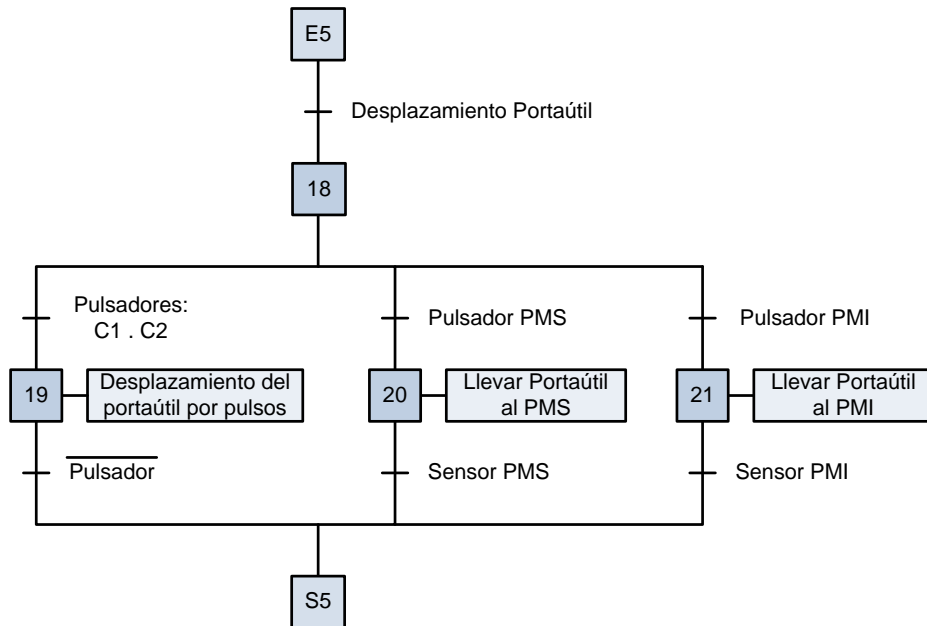 E5
Desplazamiento Portaútil
18
Pulsadores:
C1 . C2
Pulsador PMS
Pulsador PMI
19
Desplazamiento del
portaútil por pulsos
20
Llevar Portaútil
al PMS
21
Llevar Portaútil
al PMI
Pulsador
Sensor PMS
Sensor PMI
S5